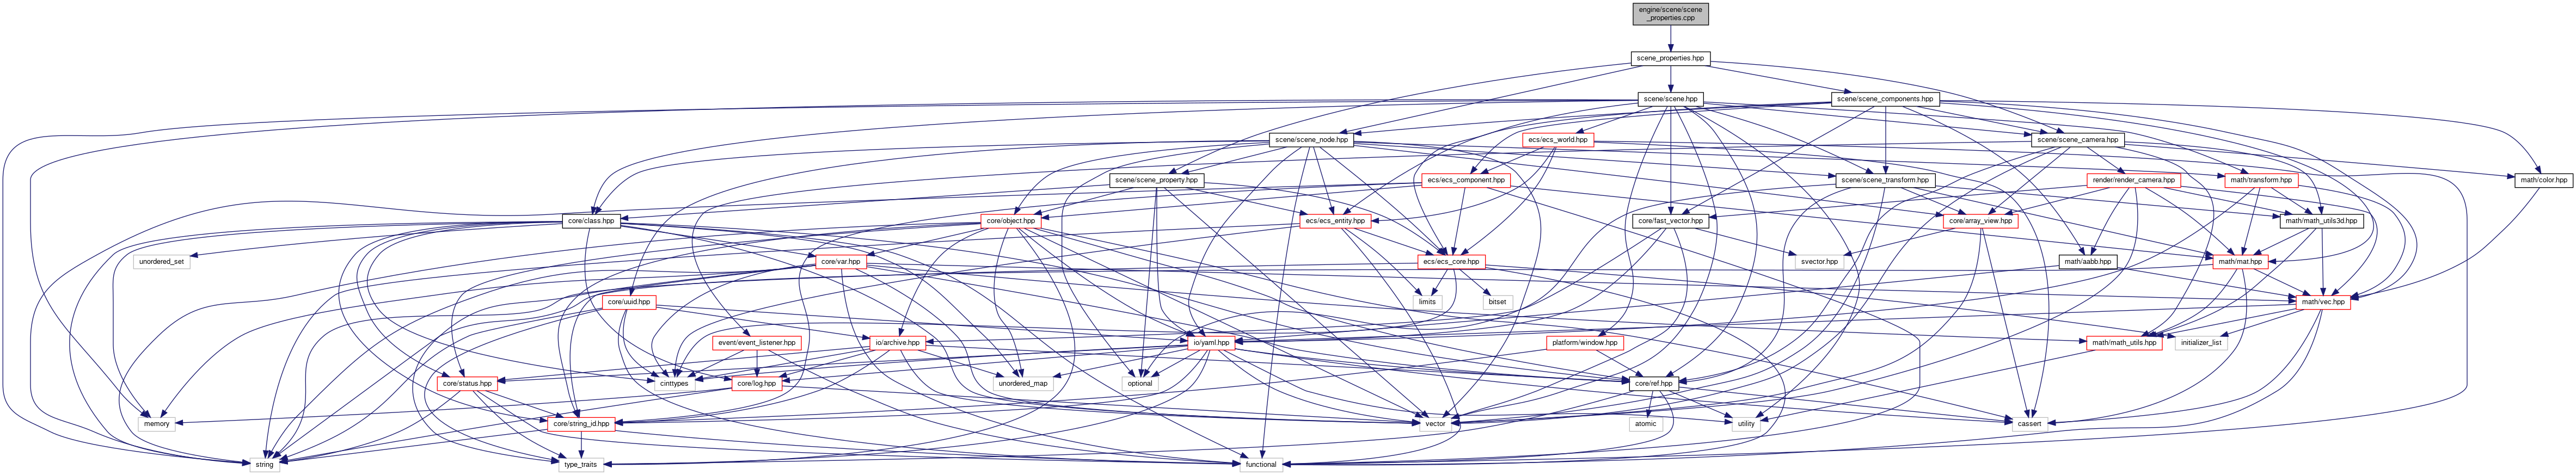 engine/scene/scene
_properties.cpp
scene_properties.hpp
scene/scene.hpp
scene/scene_components.hpp
scene/scene_node.hpp
ecs/ecs_world.hpp
scene/scene_camera.hpp
scene/scene_property.hpp
ecs/ecs_component.hpp
scene/scene_transform.hpp
render/render_camera.hpp
math/transform.hpp
math/color.hpp
core/class.hpp
core/object.hpp
ecs/ecs_entity.hpp
core/fast_vector.hpp
core/array_view.hpp
math/math_utils3d.hpp
unordered_set
core/var.hpp
ecs/ecs_core.hpp
svector.hpp
math/aabb.hpp
math/mat.hpp
core/uuid.hpp
limits
bitset
math/vec.hpp
event/event_listener.hpp
io/archive.hpp
io/yaml.hpp
platform/window.hpp
math/math_utils.hpp
initializer_list
core/status.hpp
cinttypes
core/log.hpp
unordered_map
optional
core/ref.hpp
memory
core/string_id.hpp
vector
atomic
utility
cassert
string
type_traits
functional